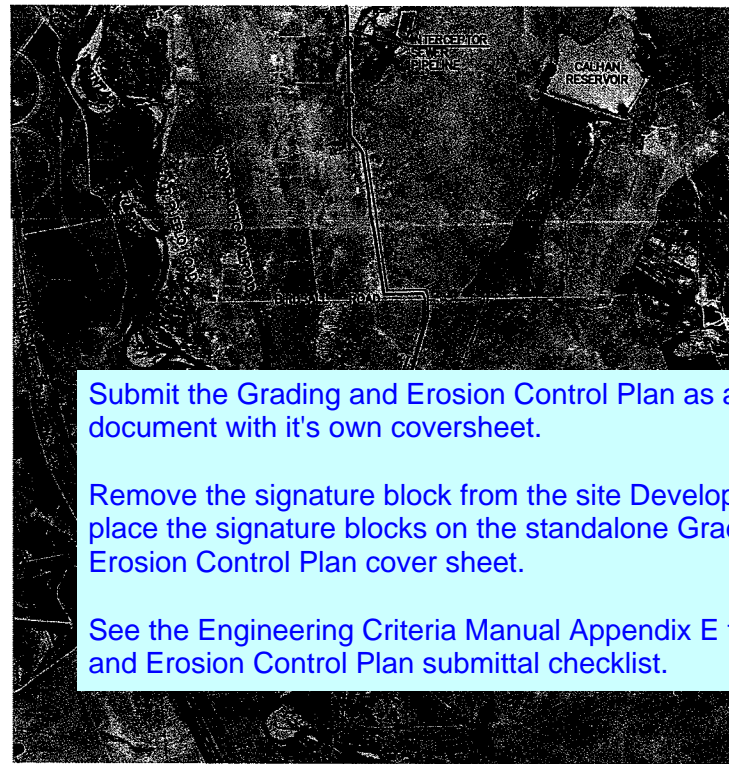 INTERCEPTOR
SEWER
PIPELINE
CALHAN
RESERVOIR
BIRDSALL ROAD
Submit the Grading and Erosion Control Plan as a
document with it's own coversheet.
Remove the signature block from the site Develop
place the signature blocks on the standalone Grad
Erosion Control Plan cover sheet.
See the Engineering Criteria Manual Appendix E
and Erosion Control Plan submittal checklist.